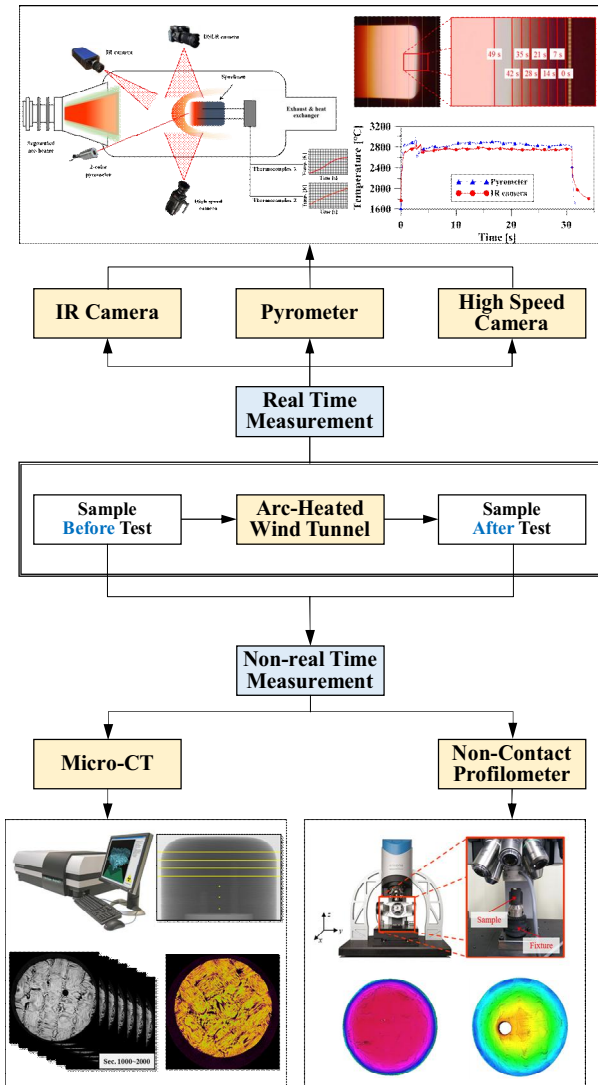 DSLR camera
IR camera
Specimen
Exhaust & heat
exchanger
Segmented
arc-heater
2-color
pyrometer
High speed
camera
Thermocouples 1
Thermocouples 2
Temp. [K]
Time [s]
Temp. [K]
Time [s]
49 s
35 s
21 s
7 s
42 s
28 s
14 s
0 s
Temperature [°C]
3200
2800
2400
2000
1600
Pyrometer
IR camera
0
10
20
30
Time [s]
IR Camera
Pyrometer
High Speed
Camera
Real Time
Measurement
Sample
Before Test
Arc-Heated
Wind Tunnel
Sample
After Test
Non-real Time
Measurement
Micro-CT
Non-Contact
Profilometer
Sec. 1000~2000
z
y
x
Sample
Fixture